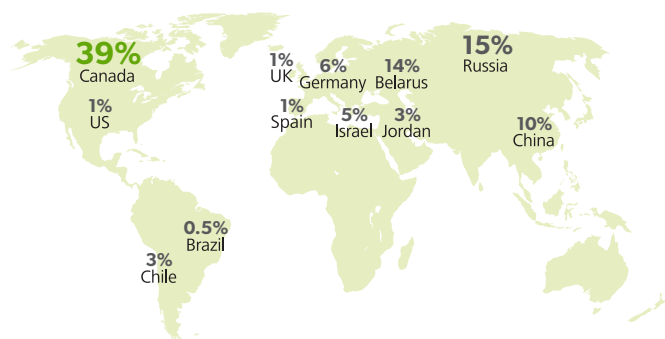 39%
Canada
1%
US
1%
UK
6%
Germany
14%
Belarus
15%
Russia
1%
Spain
5%
Israel
3%
Jordan
10%
China
0.5%
Brazil
3%
Chile